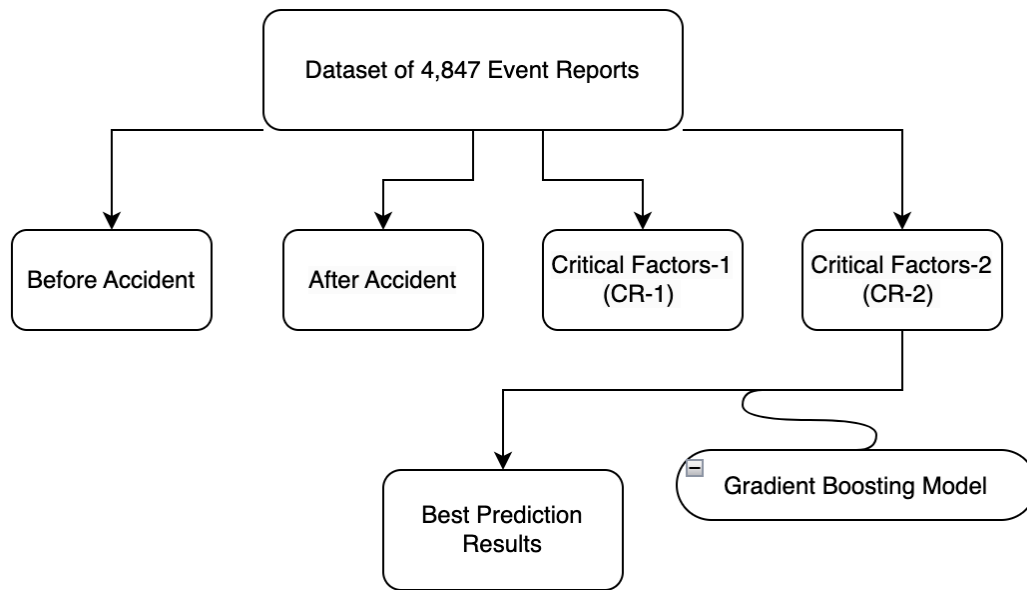 Dataset of 4,847 Event Reports
Before Accident
After Accident
Critical Factors-1
(CR-1)
Critical Factors-2
(CR-2)
Gradient Boosting Model
Best Prediction
Results